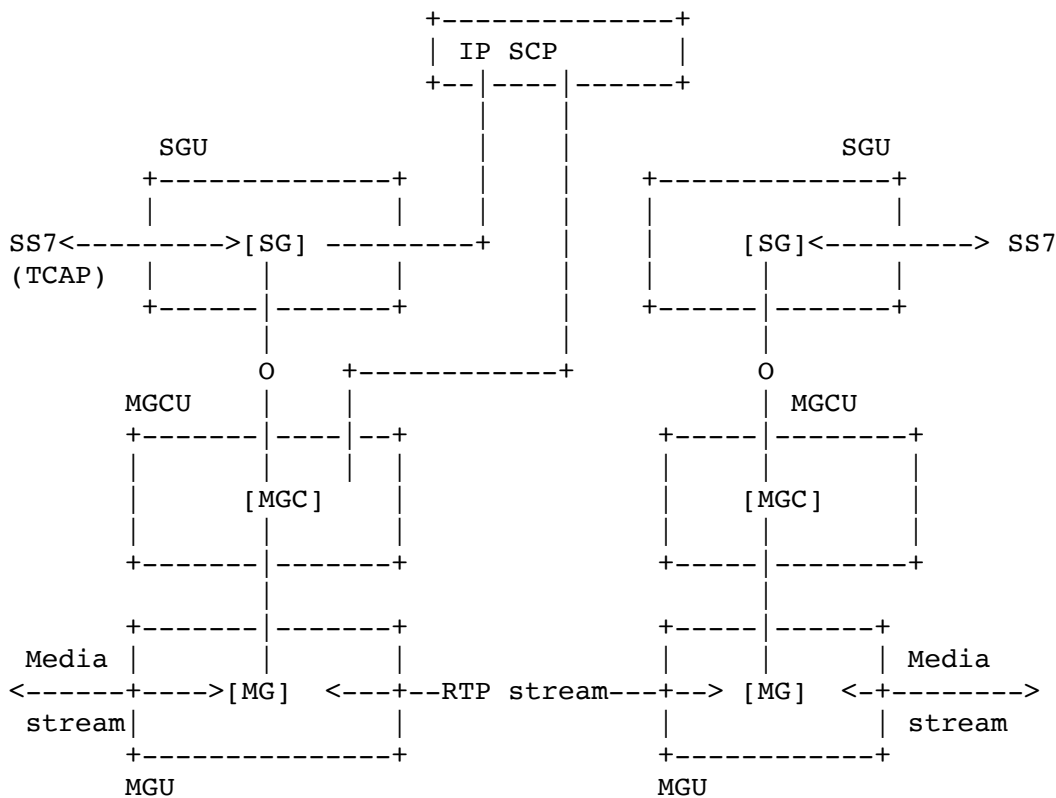 IP SCP
SGU SGU
SS7<--------->[SG] ---------+ [SG]<---------> SS7
(TCAP)
O O
MGCU MGCU
[MGC] [MGC]
Media Media
<------+---->[MG] <---+--RTP stream---+--> [MG] <-+-------->
stream stream
MGU MGU